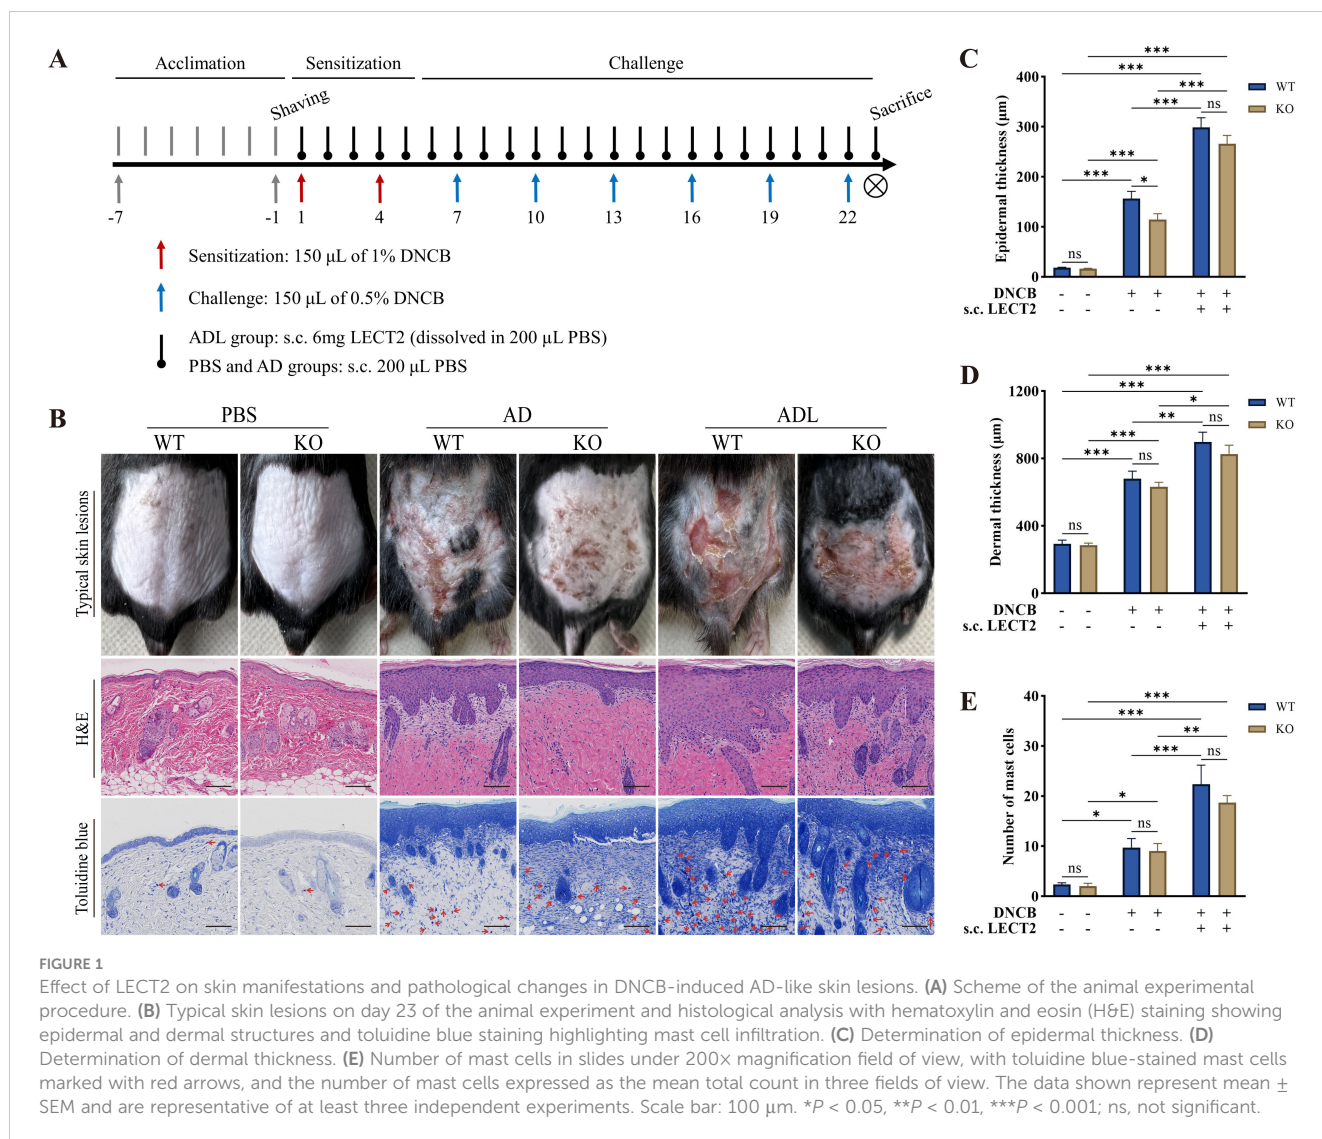 A
Acclimation
Sensitization
Challenge
Shaving
Sacrifice
-7
-1
1
4
7
10
13
16
19
22
Sensitization: 150 μL of 1% DNCB
Challenge: 150 μL of 0.5% DNCB
ADL group: s.c. 6mg LECT2 (dissolved in 200 μL PBS)
PBS and AD groups: s.c. 200 μL PBS
B
PBS
AD
ADL
WT
KO
WT
KO
WT
KO
Typical skin lesions
H&E
Toluidine blue
C
Epidermal thickness (μm)
400
300
200
100
0
WT
KO
***
***
***
***
ns
***
***
*
ns
DNCB - - + + + +
s.c. LECT2 - - - - + +
D
Dermal thickness (μm)
1200
800
400
0
WT
KO
***
***
*
**
ns
***
***
ns
ns
DNCB - - + + + +
s.c. LECT2 - - - - + +
E
Number of mast cells
40
30
20
10
0
WT
KO
***
***
**
***
ns
*
*
ns
ns
DNCB - - + + + +
s.c. LECT2 - - - - + +
FIGURE 1
Effect of LECT2 on skin manifestations and pathological changes in DNCB-induced AD-like skin lesions. (A) Scheme of the animal experimental
procedure. (B) Typical skin lesions on day 23 of the animal experiment and histological analysis with hematoxylin and eosin (H&E) staining showing
epidermal and dermal structures and toluidine blue staining highlighting mast cell infiltration. (C) Determination of epidermal thickness. (D)
Determination of dermal thickness. (E) Number of mast cells in slides under 200× magnification field of view, with toluidine blue-stained mast cells
marked with red arrows, and the number of mast cells expressed as the mean total count in three fields of view. The data shown represent mean ±
SEM and are representative of at least three independent experiments. Scale bar: 100 μm. *P < 0.05, **P < 0.01, ***P < 0.001; ns, not significant.